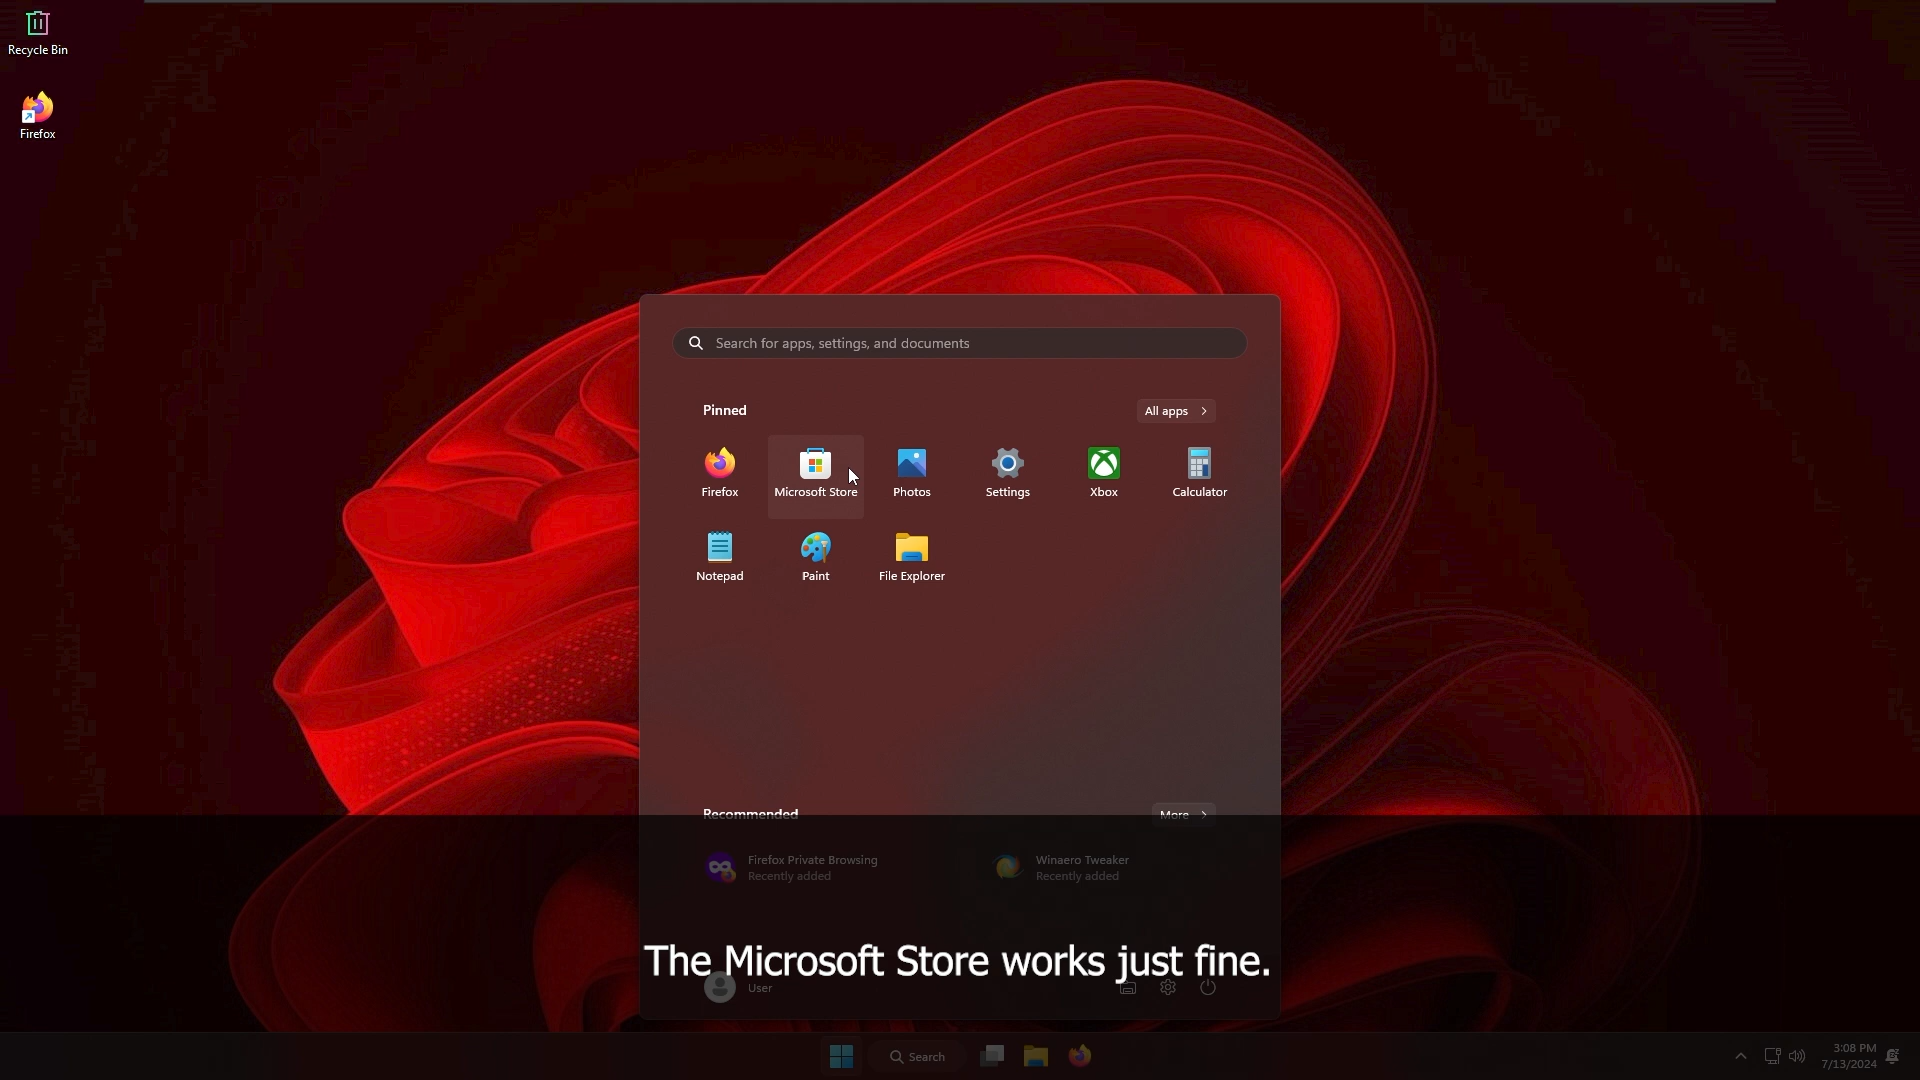 Recycle Bin
Firefox
Search for apps, settings, and documents
Pinned
All apps
Firefox
Microsoft Store
Photos
Settings
Xbox
Calculator
Notepad
Paint
File Explorer
Recommended
More
Firefox Private Browsing
Recently added
Winaero Tweaker
Recently added
The Microsoft Store works just fine.
User
Search
3:08 PM
7/13/2024